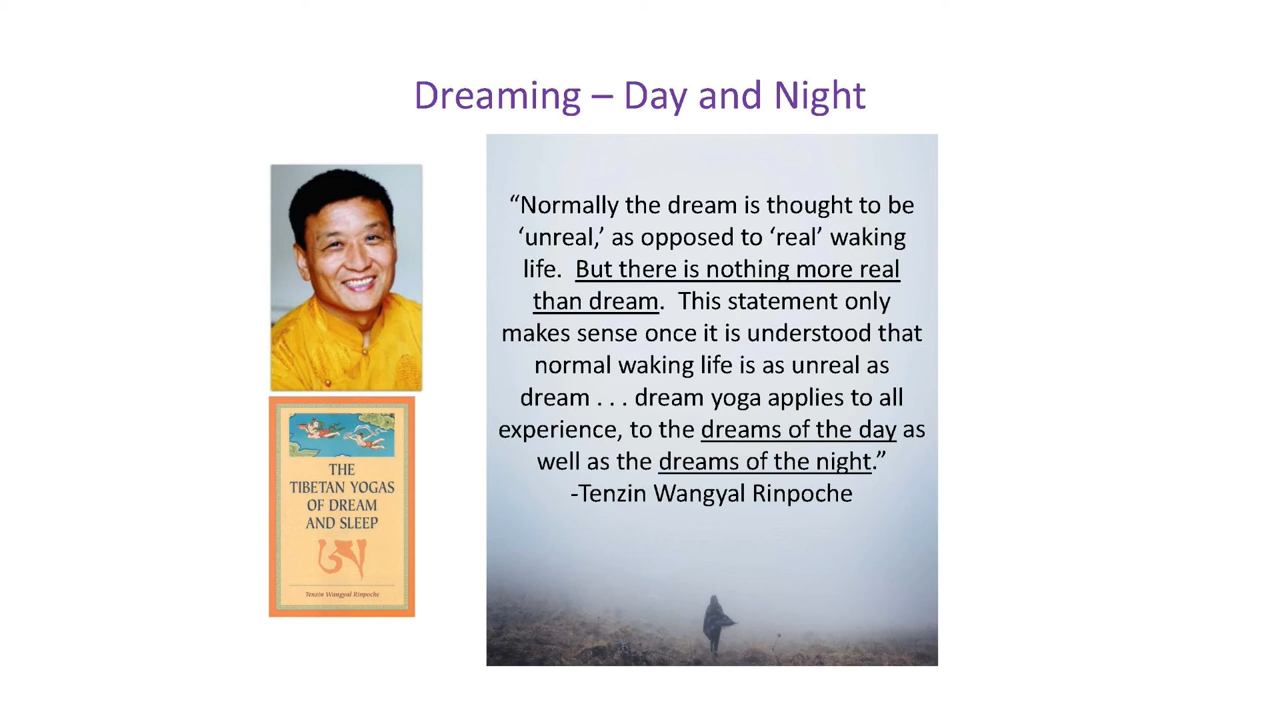 Dreaming – Day and Night
“Normally the dream is thought to be
‘unreal,’ as opposed to ‘real’ waking
life.  But there is nothing more real
than dream.  This statement only
makes sense once it is understood that
normal waking life is as unreal as
dream . . . dream yoga applies to all
experience, to the dreams of the day as
well as the dreams of the night.”
-Tenzin Wangyal Rinpoche
THE
TIBETAN YOGAS
OF DREAM
AND SLEEP
ཨ
Tenzin Wangyal Rinpoche